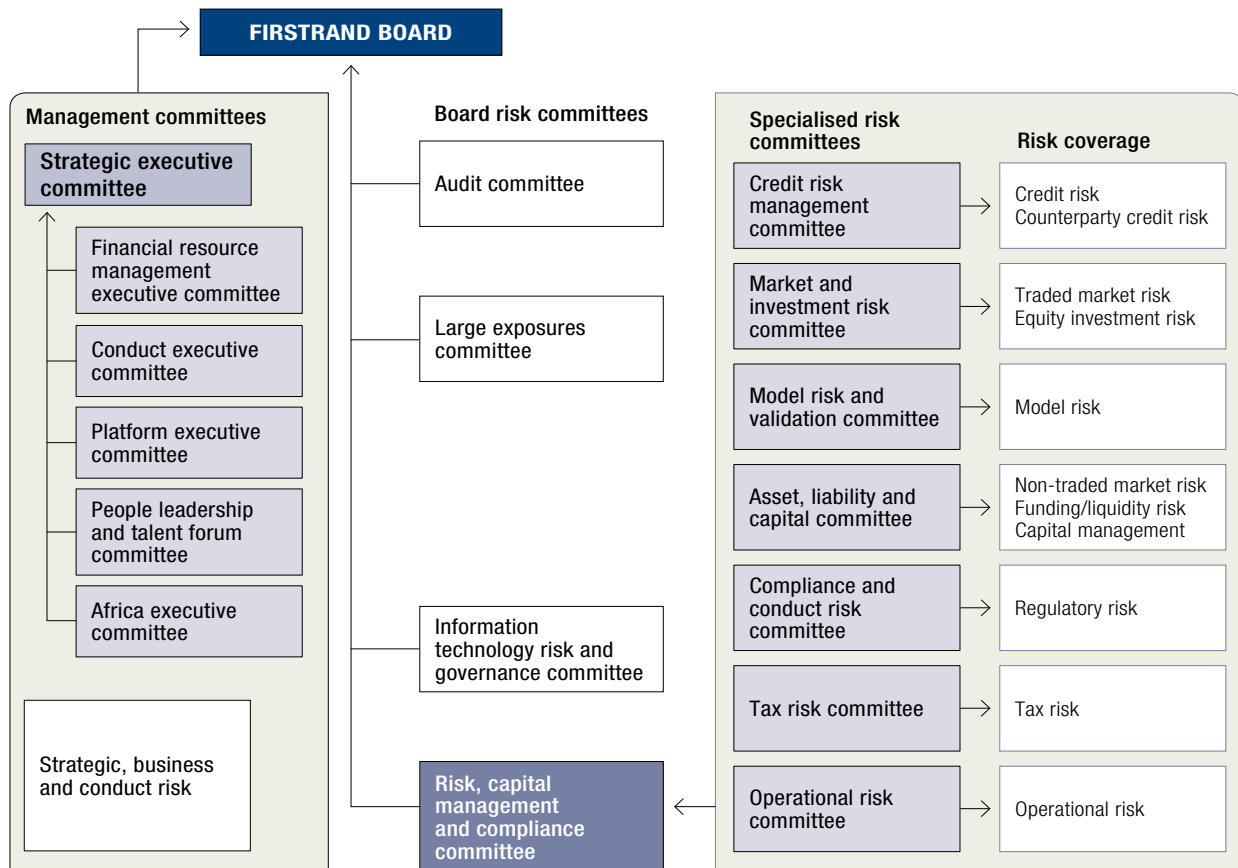 FIRSTRAND BOARD
Management committees
Strategic executive
committee
Financial resource
management
executive committee
Conduct executive
committee
Platform executive
committee
People leadership
and talent forum
committee
Africa executive
committee
Strategic, business
and conduct risk
Board risk committees
Audit committee
Large exposures
committee
Information
technology risk and
governance committee
Risk, capital
management
and compliance
committee
Specialised risk
committees
Risk coverage
Credit risk
management
committee
Credit risk
Counterparty credit risk
Market and
investment risk
committee
Traded market risk
Equity investment risk
Model risk and
validation committee
Model risk
Asset, liability and
capital committee
Non-traded market risk
Funding/liquidity risk
Capital management
Compliance and
conduct risk
committee
Regulatory risk
Tax risk committee
Tax risk
Operational risk
committee
Operational risk